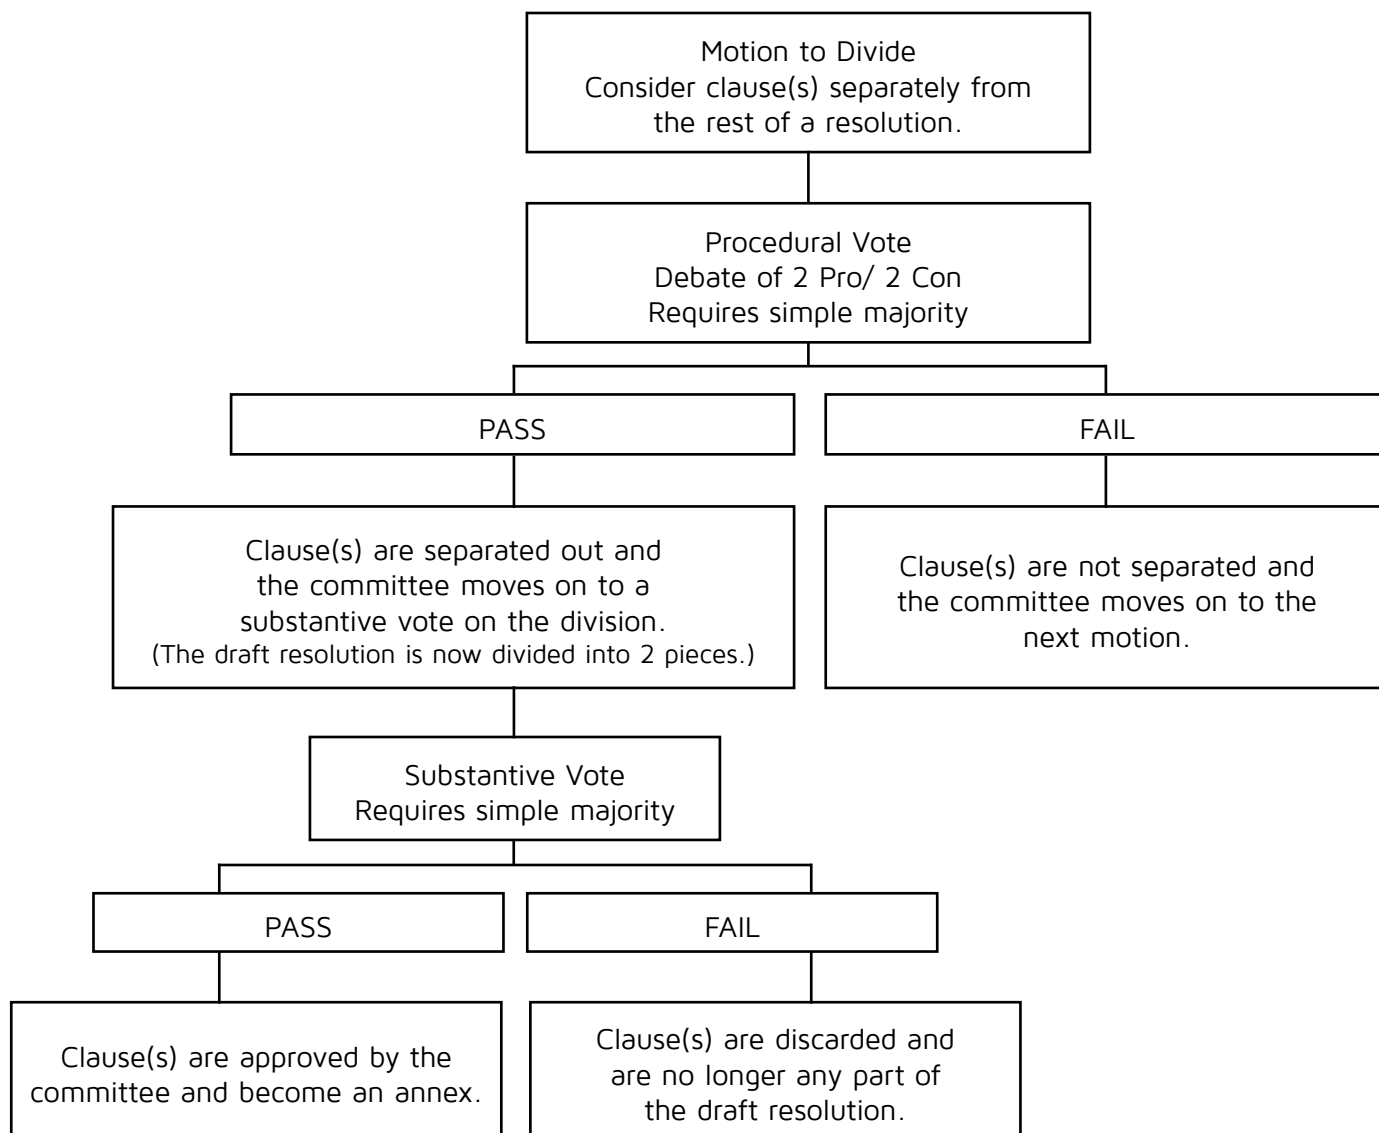 Motion to Divide
Consider clause(s) separately from
the rest of a resolution.
Procedural Vote
Debate of 2 Pro/ 2 Con
Requires simple majority
PASS
FAIL
Clause(s) are separated out and
the committee moves on to a
substantive vote on the division.
(The draft resolution is now divided into 2 pieces.)
Clause(s) are not separated and
the committee moves on to the
next motion.
Substantive Vote
Requires simple majority
PASS
FAIL
Clause(s) are approved by the
committee and become an annex.
Clause(s) are discarded and
are no longer any part of
the draft resolution.